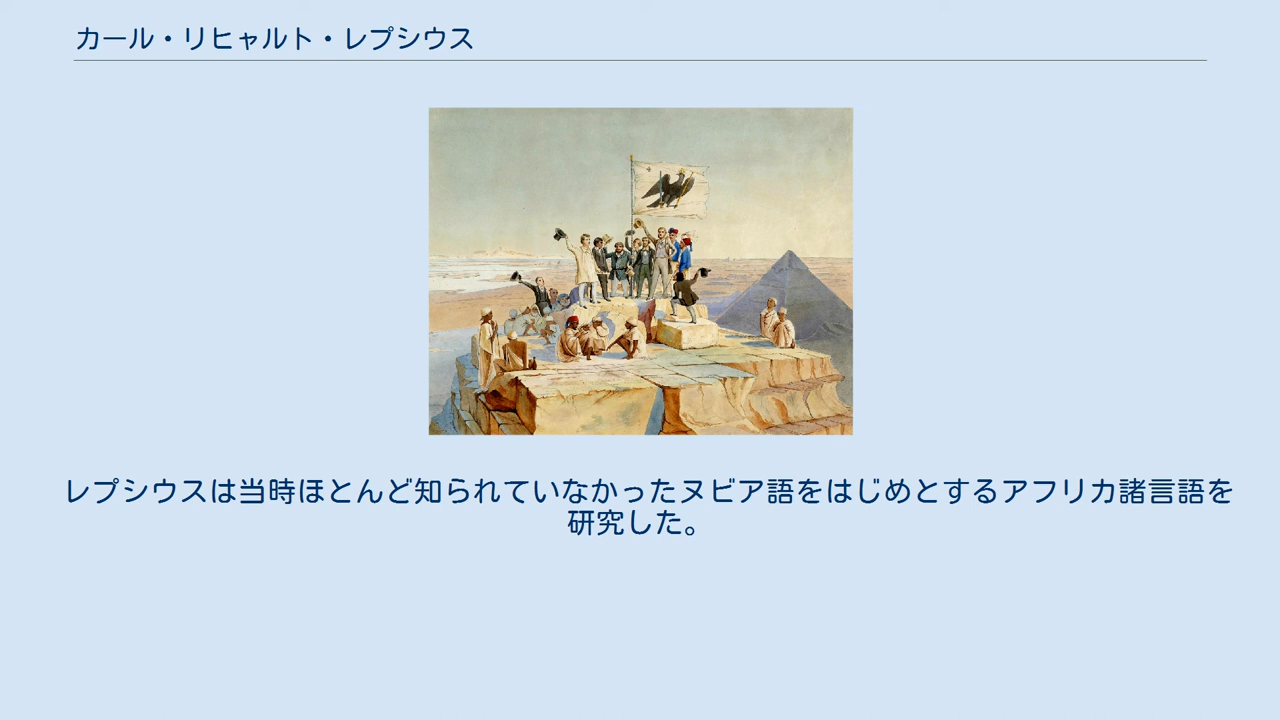 カール・リヒャルト・レプシウス
レプシウスは当時ほとんど知られていなかったヌビア語をはじめとするアフリカ諸言語を
研究した。